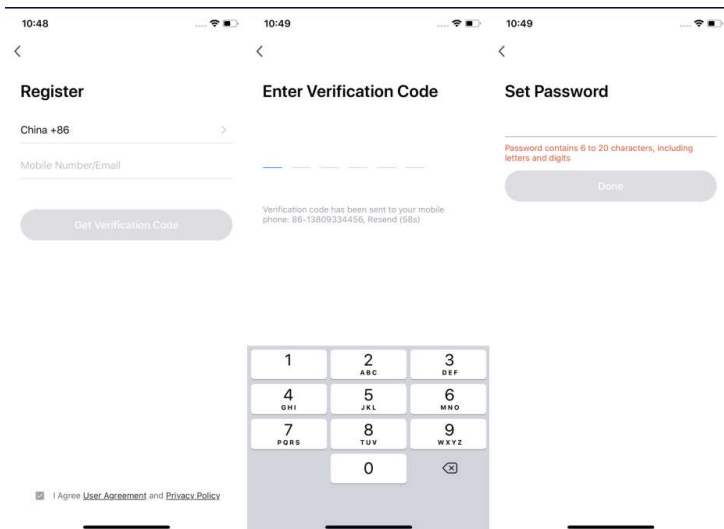 10:48
Register
China +86
Mobile Number/Email
Get Verification Code
I Agree User Agreement and Privacy Policy
10:49
Enter Verification Code
Verification code has been sent to your mobile
phone: 86-13809334456, Resend (58s)
1
2
ABC
3
DEF
4
GHI
5
JKL
6
MNO
7
PQRS
8
TUV
9
WXYZ
0
10:49
Set Password
Password contains 6 to 20 characters, including
letters and digits
Done